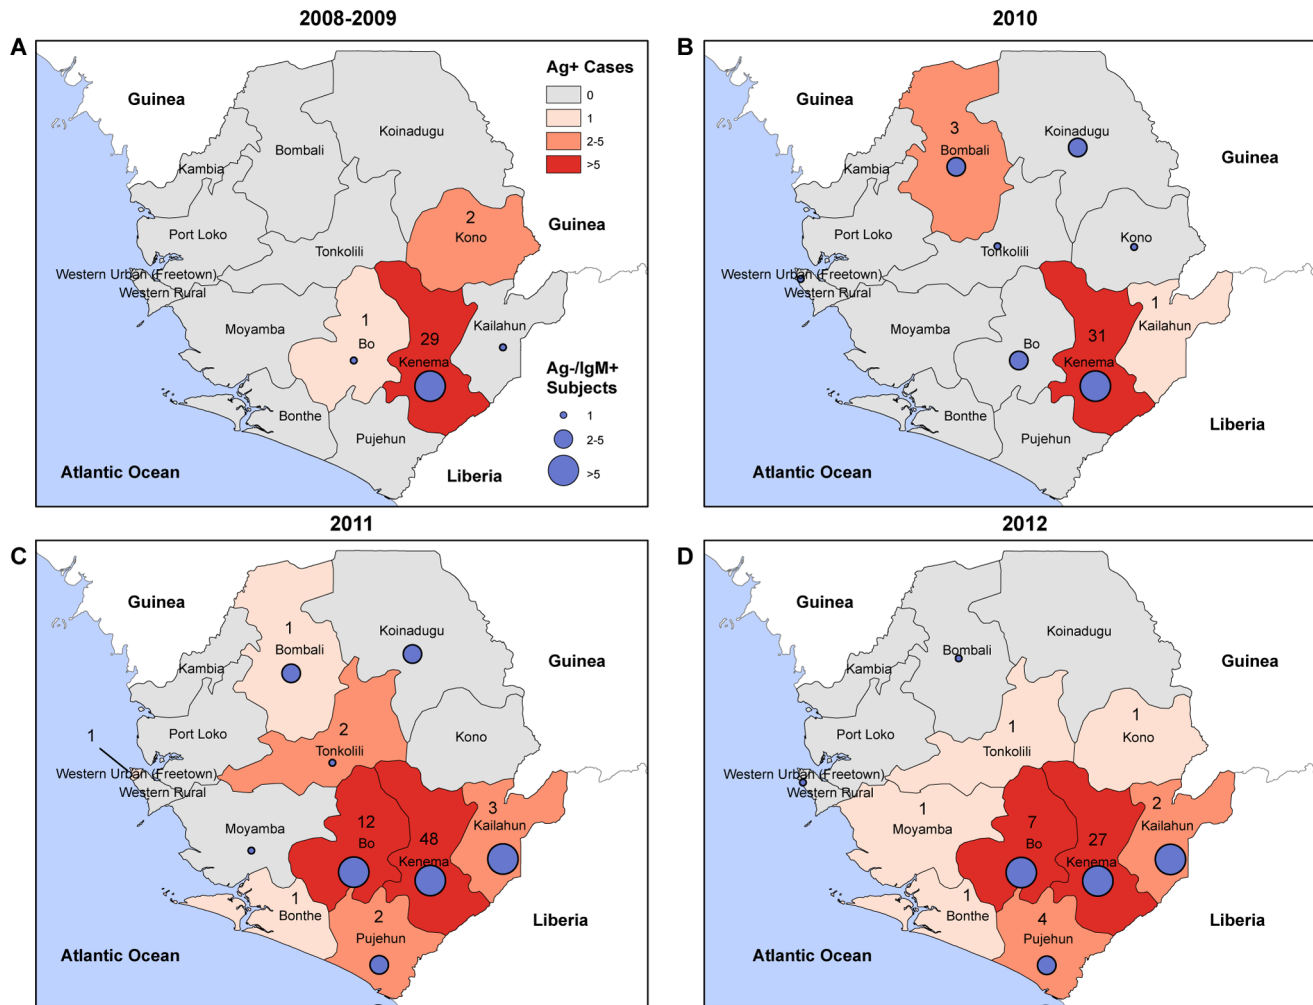 2008-2009
A
Guinea
Bombali
Koinadugu
Kambia
Port Loko
Tonkolili
2
Kono
Guinea
Western Urban (Freetown)
Western Rural
Moyamba
1
Bo
29
Kenema
Kailahun
Bonthe
Pujehun
Atlantic Ocean
Liberia
Ag+ Cases
0
1
2-5
>5
Ag-/IgM+
Subjects
1
2-5
>5
2010
B
Guinea
3
Bombali
Koinadugu
Guinea
Kambia
Port Loko
Tonkolili
Kono
Western Urban (Freetown)
Western Rural
Moyamba
Bo
31
Kenema
1
Kailahun
Bonthe
Pujehun
Atlantic Ocean
Liberia
2011
C
Guinea
1
Bombali
Koinadugu
Guinea
Kambia
Port Loko
2
Tonkolili
Kono
1
Western Urban (Freetown)
Western Rural
Moyamba
12
Bo
48
Kenema
3
Kailahun
1
Bonthe
2
Pujehun
Atlantic Ocean
Liberia
2012
D
Guinea
Bombali
Koinadugu
Guinea
Kambia
Port Loko
1
Tonkolili
1
Kono
Western Urban (Freetown)
Western Rural
1
Moyamba
7
Bo
27
Kenema
2
Kailahun
1
Bonthe
4
Pujehun
Atlantic Ocean
Liberia